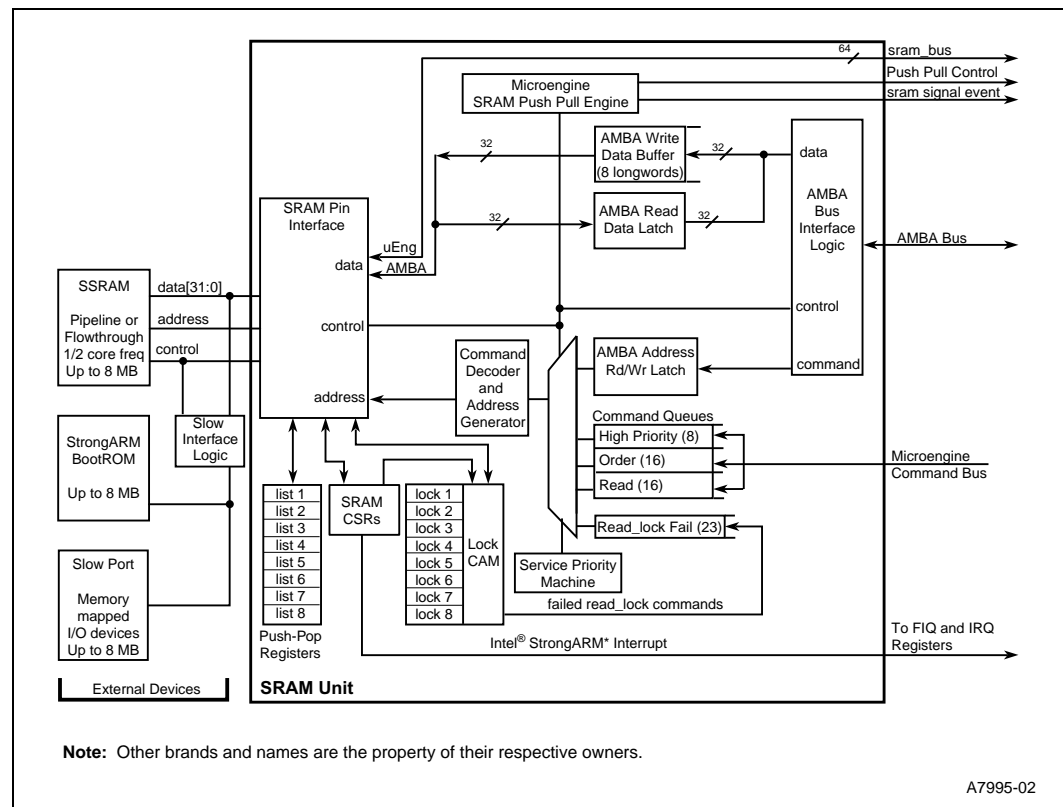 64
sram_bus
Push Pull Control
sram signal event
Microengine
SRAM Push Pull Engine
32
AMBA Write
Data Buffer
(8 longwords)
32
data
AMBA
Bus
Interface
Logic
AMBA Bus
control
command
32
AMBA Read
Data Latch
32
SRAM Pin
Interface
uEng
data
AMBA
control
address
SSRAM
Pipeline or
Flowthrough
1/2 core freq
Up to 8 MB
data[31:0]
address
control
Command
Decoder
and
Address
Generator
AMBA Address
Rd/Wr Latch
Command Queues
High Priority (8)
Order (16)
Read (16)
Microengine
Command Bus
Slow
Interface
Logic
StrongARM
BootROM
Up to 8 MB
list 1
list 2
list 3
list 4
list 5
list 6
list 7
list 8
Push-Pop
Registers
SRAM
CSRs
lock 1
lock 2
lock 3
lock 4
lock 5
lock 6
lock 7
lock 8
Lock
CAM
Read_lock Fail (23)
Service Priority
Machine
failed read_lock commands
Slow Port
Memory
mapped
I/O devices
Up to 8 MB
Intel® StrongARM* Interrupt
To FIQ and IRQ
Registers
External Devices
SRAM Unit
Note: Other brands and names are the property of their respective owners.
A7995-02